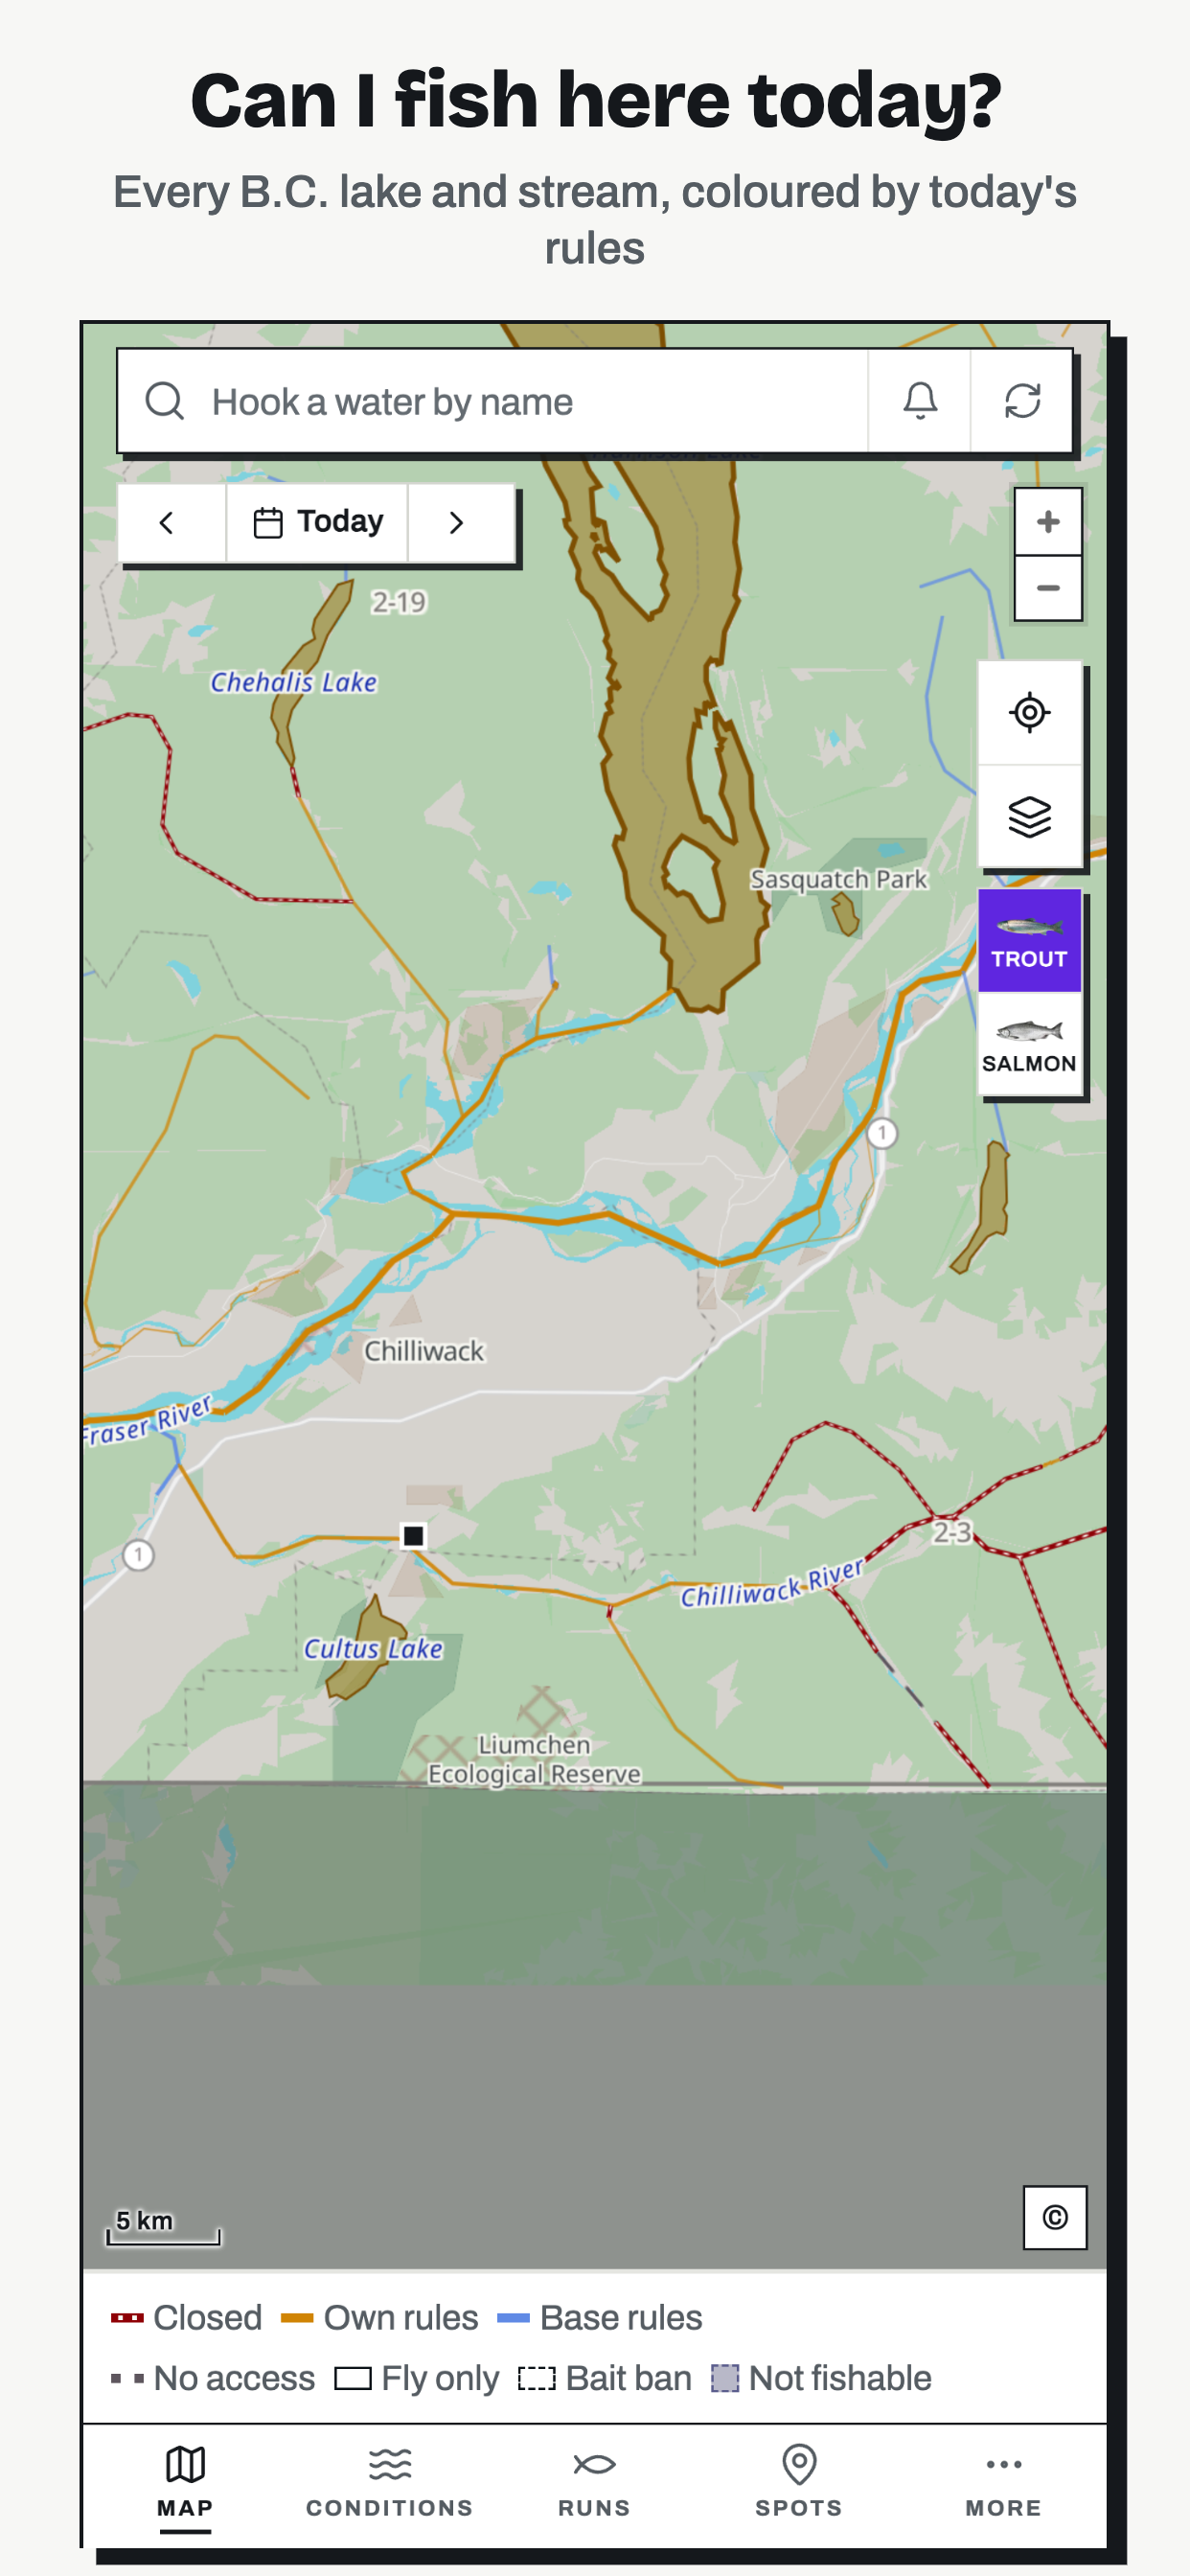 Can I fish here today?
Every B.C. lake and stream, coloured by today's
rules
Hook a water by name
Today
2-19
Chehalis Lake
Sasquatch Park
TROUT
SALMON
1
Chilliwack
Fraser River
1
2-3
Chilliwack River
Cultus Lake
Liumchen
Ecological Reserve
5 km
©
Closed Own rules Base rules
No access Fly only Bait ban Not fishable
MAP CONDITIONS RUNS SPOTS MORE